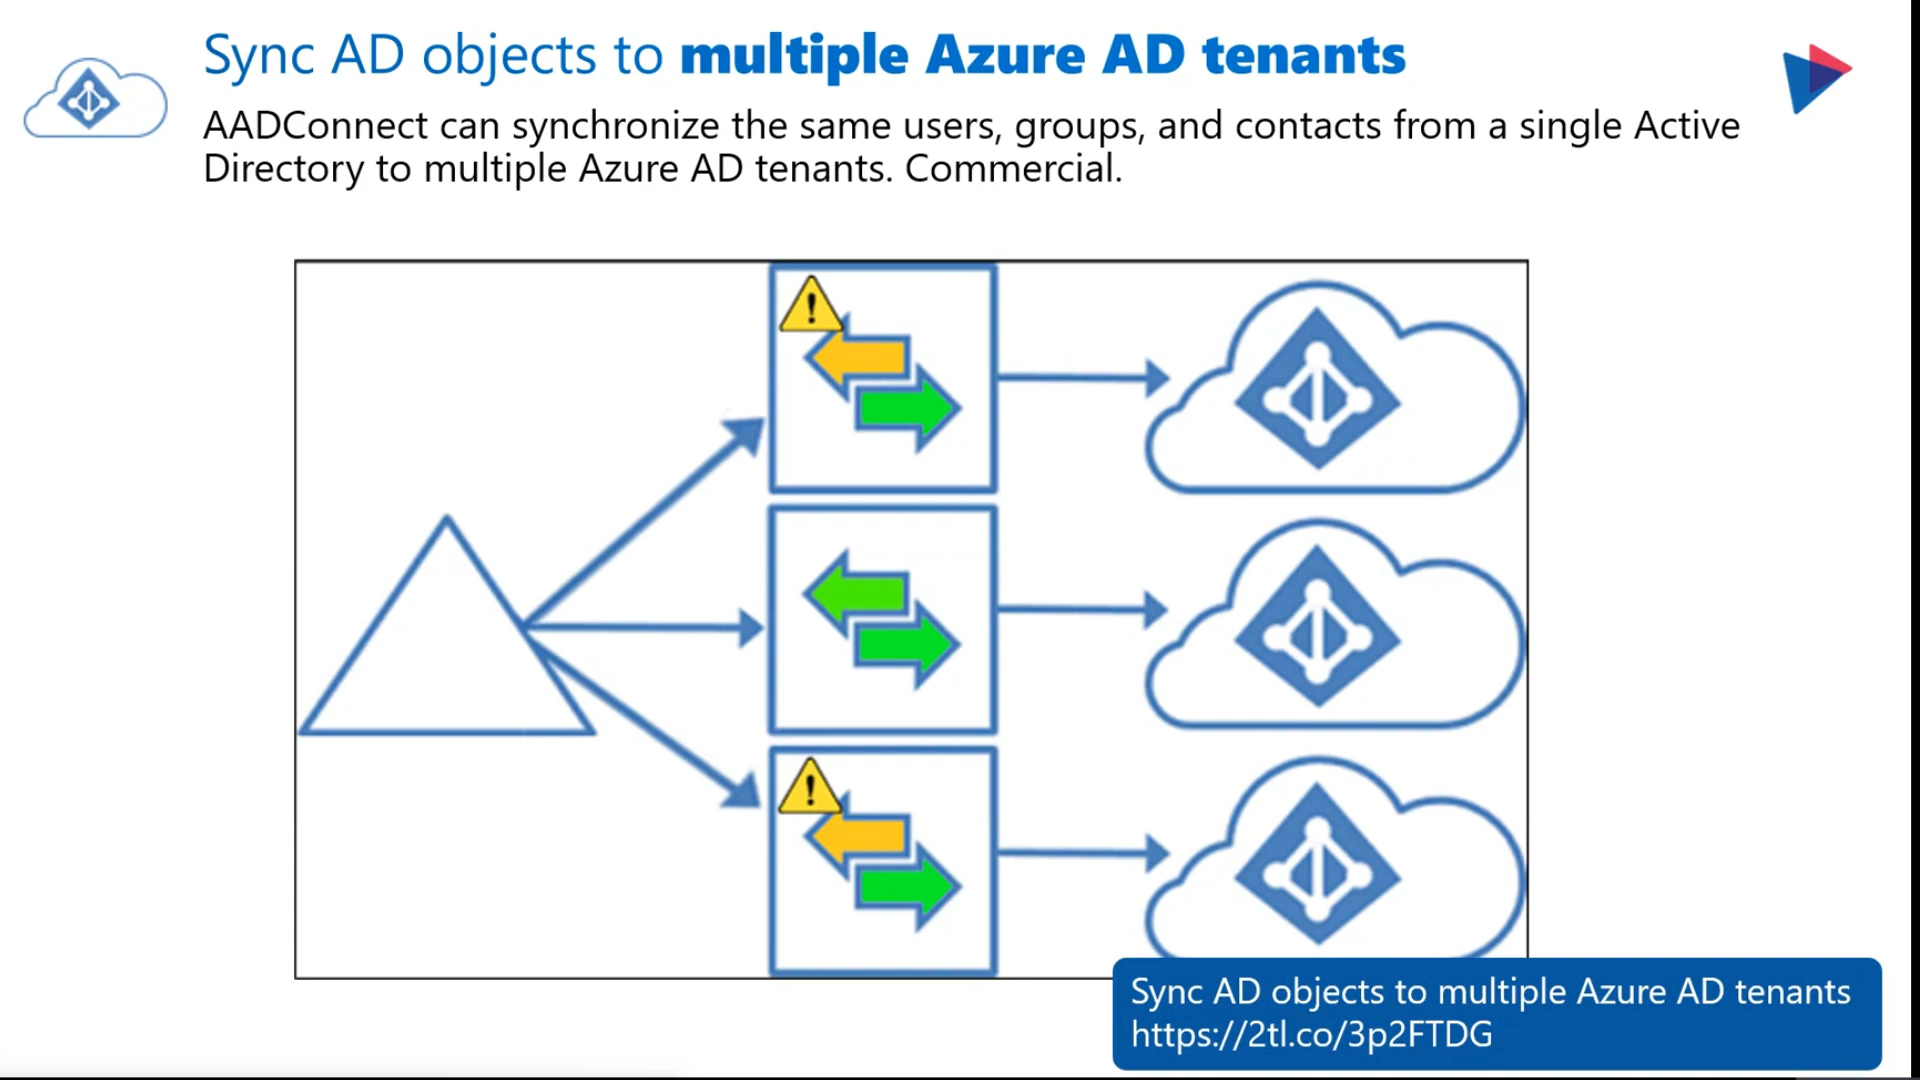 Sync AD objects to multiple Azure AD tenants
AADConnect can synchronize the same users, groups, and contacts from a single Active
Directory to multiple Azure AD tenants. Commercial.
!
!
Sync AD objects to multiple Azure AD tenants
https://2tl.co/3p2FTDG